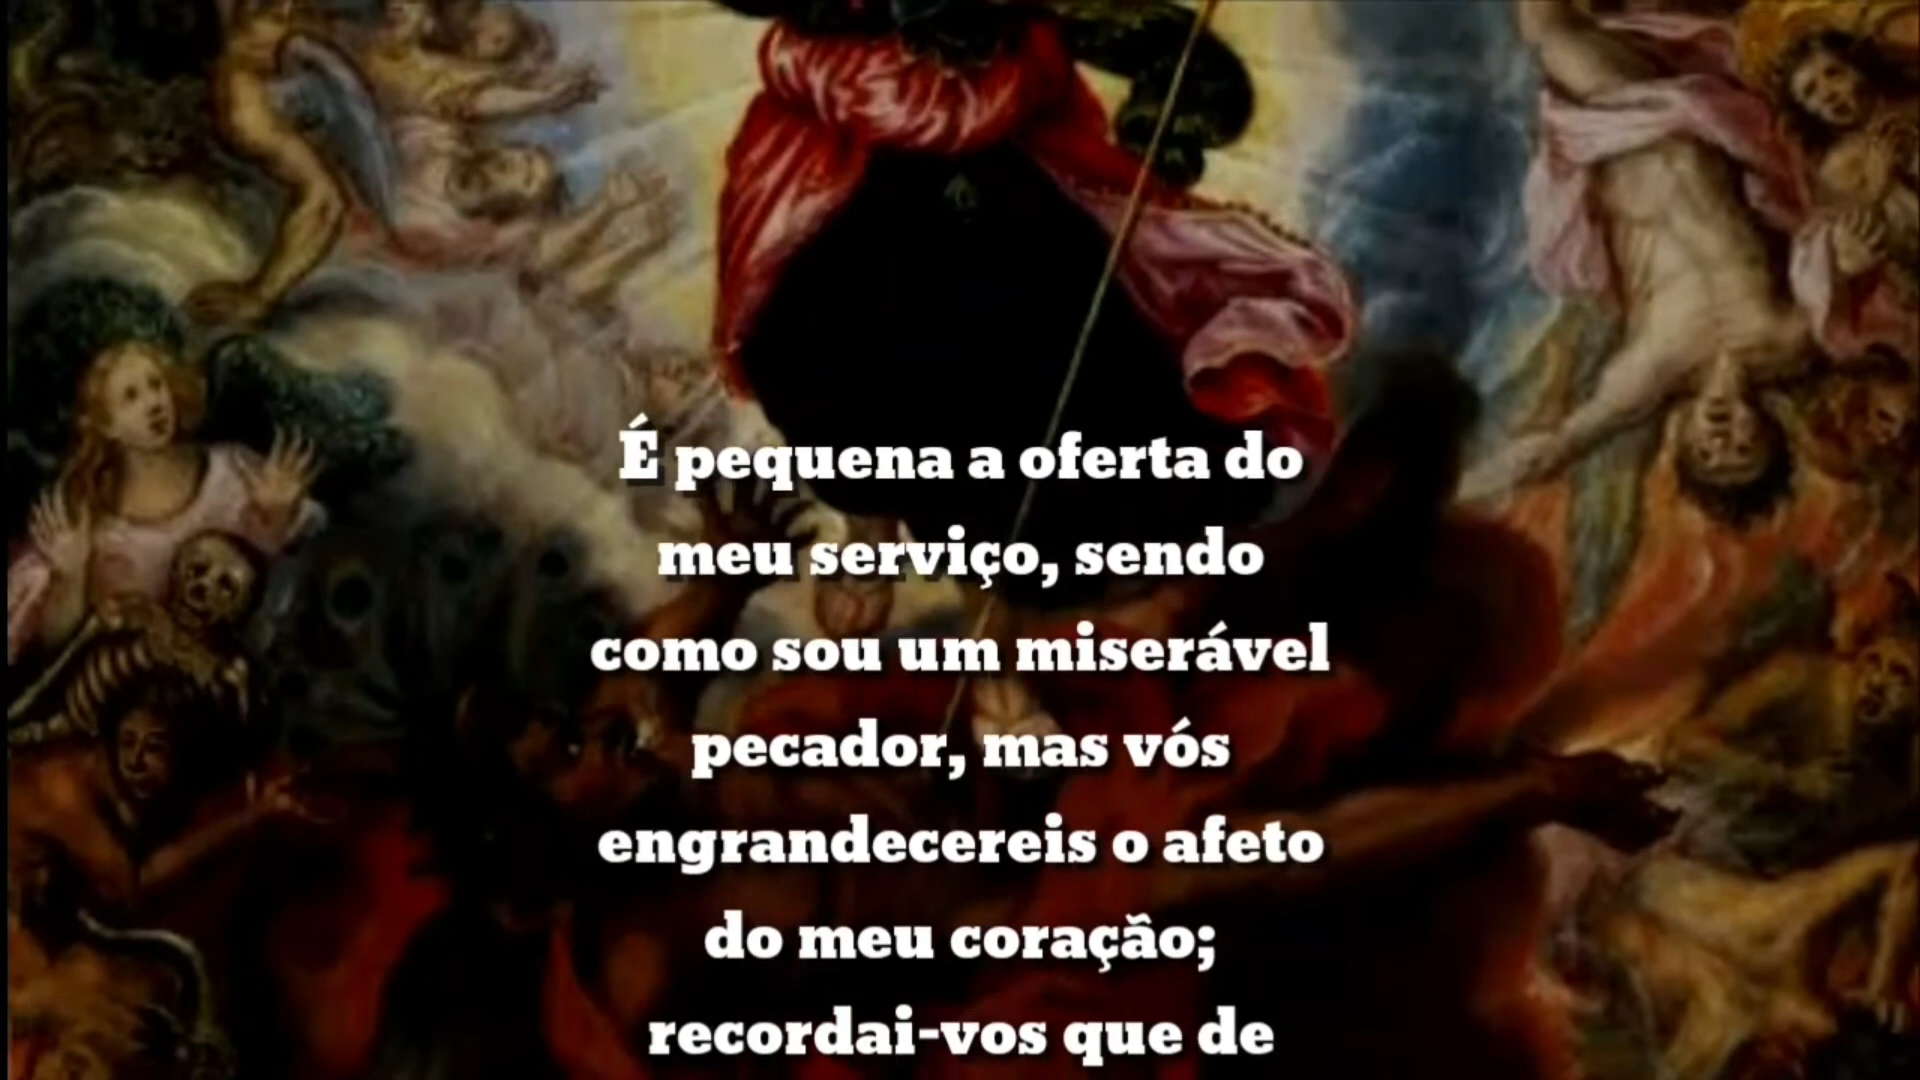 É pequena a oferta do
meu serviço, sendo
como sou um miserável
pecador, mas vós
engrandecereis o afeto
do meu coração;
recordai-vos que de